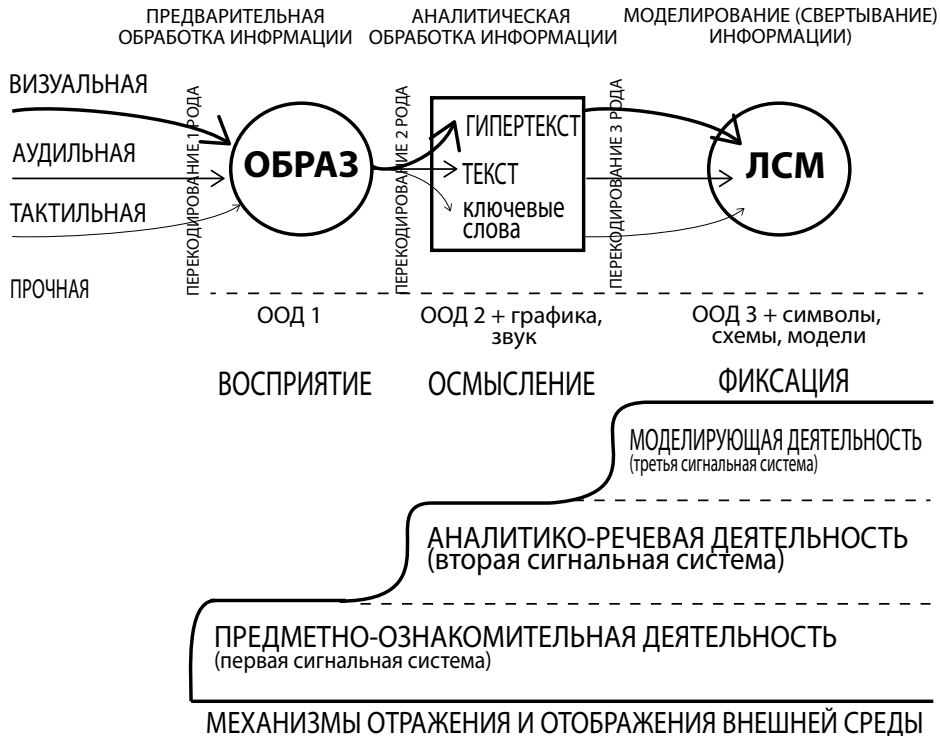 ПРЕДВАРИТЕЛЬНАЯ
ОБРАБОТКА ИНФРМАЦИИ
АНАЛИТИЧЕСКАЯ
ОБРАБОТКА ИНФОРМАЦИИ
МОДЕЛИРОВАНИЕ (СВЕРТЫВАНИЕ)
ИНФОРМАЦИИ)
ВИЗУАЛЬНАЯ
АУДИЛЬНАЯ
ТАКТИЛЬНАЯ
ПРОЧНАЯ
ПЕРЕКОДИРОВАНИЕ 1 РОДА
ОБРАЗ
ПЕРЕКОДИРОВАНИЕ 2 РОДА
ГИПЕРТЕКСТ
ТЕКСТ
ключевые
слова
ПЕРЕКОДИРОВАНИЕ 3 РОДА
ЛСМ
ООД 1
ООД 2 + графика,
звук
ООД 3 + символы,
схемы, модели
ВОСПРИЯТИЕ
ОСМЫСЛЕНИЕ
ФИКСАЦИЯ
МОДЕЛИРУЮЩАЯ ДЕЯТЕЛЬНОСТЬ
(третья сигнальная система)
АНАЛИТИКО-РЕЧЕВАЯ ДЕЯТЕЛЬНОСТЬ
(вторая сигнальная система)
ПРЕДМЕТНО-ОЗНАКОМИТЕЛЬНАЯ ДЕЯТЕЛЬНОСТЬ
(первая сигнальная система)
МЕХАНИЗМЫ ОТРАЖЕНИЯ И ОТОБРАЖЕНИЯ ВНЕШНЕЙ СРЕДЫ